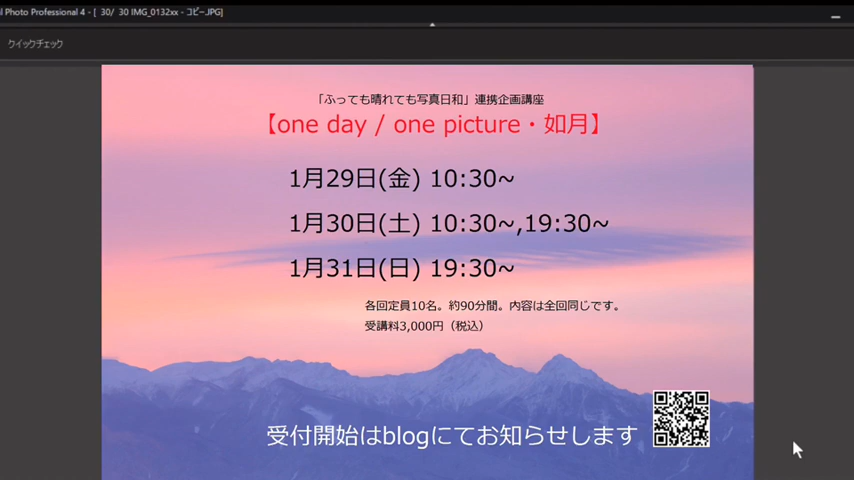 l Photo Professional 4 - [ 30/ 30 IMG_0132xx - コピー.JPG]
クイックチェック
「ふっても晴れても写真日和」連携企画講座
【one day / one picture・如月】
1月29日(金) 10:30~
1月30日(土) 10:30~,19:30~
1月31日(日) 19:30~
各回定員10名。約90分間。内容は全回同じです。
受講料3,000円（税込）
受付開始はblogにてお知らせします